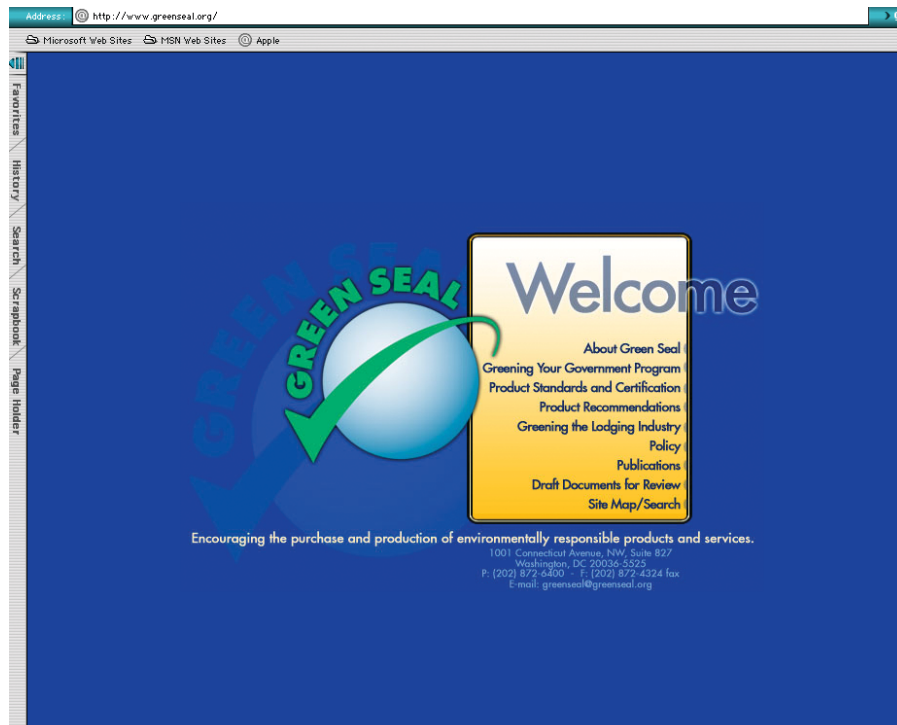 Address: @ http://www.greenseal.org/
Microsoft Web Sites MSN Web Sites @ Apple
Favorites
History
Search
Scrapbook
Page Holder
GREEN SEAL
GREEN SEAL
Welcome
About Green Seal
Greening Your Government Program
Product Standards and Certification
Product Recommendations
Greening the Lodging Industry
Policy
Publications
Draft Documents for Review
Site Map/Search
Encouraging the purchase and production of environmentally responsible products and services.
1001 Connecticut Avenue, NW, Suite 827
Washington, DC 20036-5525
P: (202) 872-6400 - F: (202) 872-4324 fax
E-mail: greenseal@greenseal.org